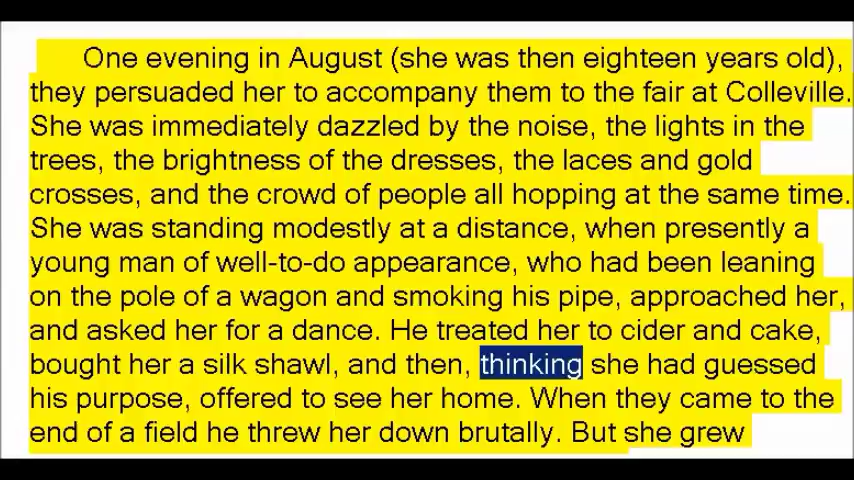 One evening in August (she was then eighteen years old),
they persuaded her to accompany them to the fair at Colleville.
She was immediately dazzled by the noise, the lights in the
trees, the brightness of the dresses, the laces and gold
crosses, and the crowd of people all hopping at the same time.
She was standing modestly at a distance, when presently a
young man of well-to-do appearance, who had been leaning
on the pole of a wagon and smoking his pipe, approached her,
and asked her for a dance. He treated her to cider and cake,
bought her a silk shawl, and then, thinking she had guessed
his purpose, offered to see her home. When they came to the
end of a field he threw her down brutally. But she grew